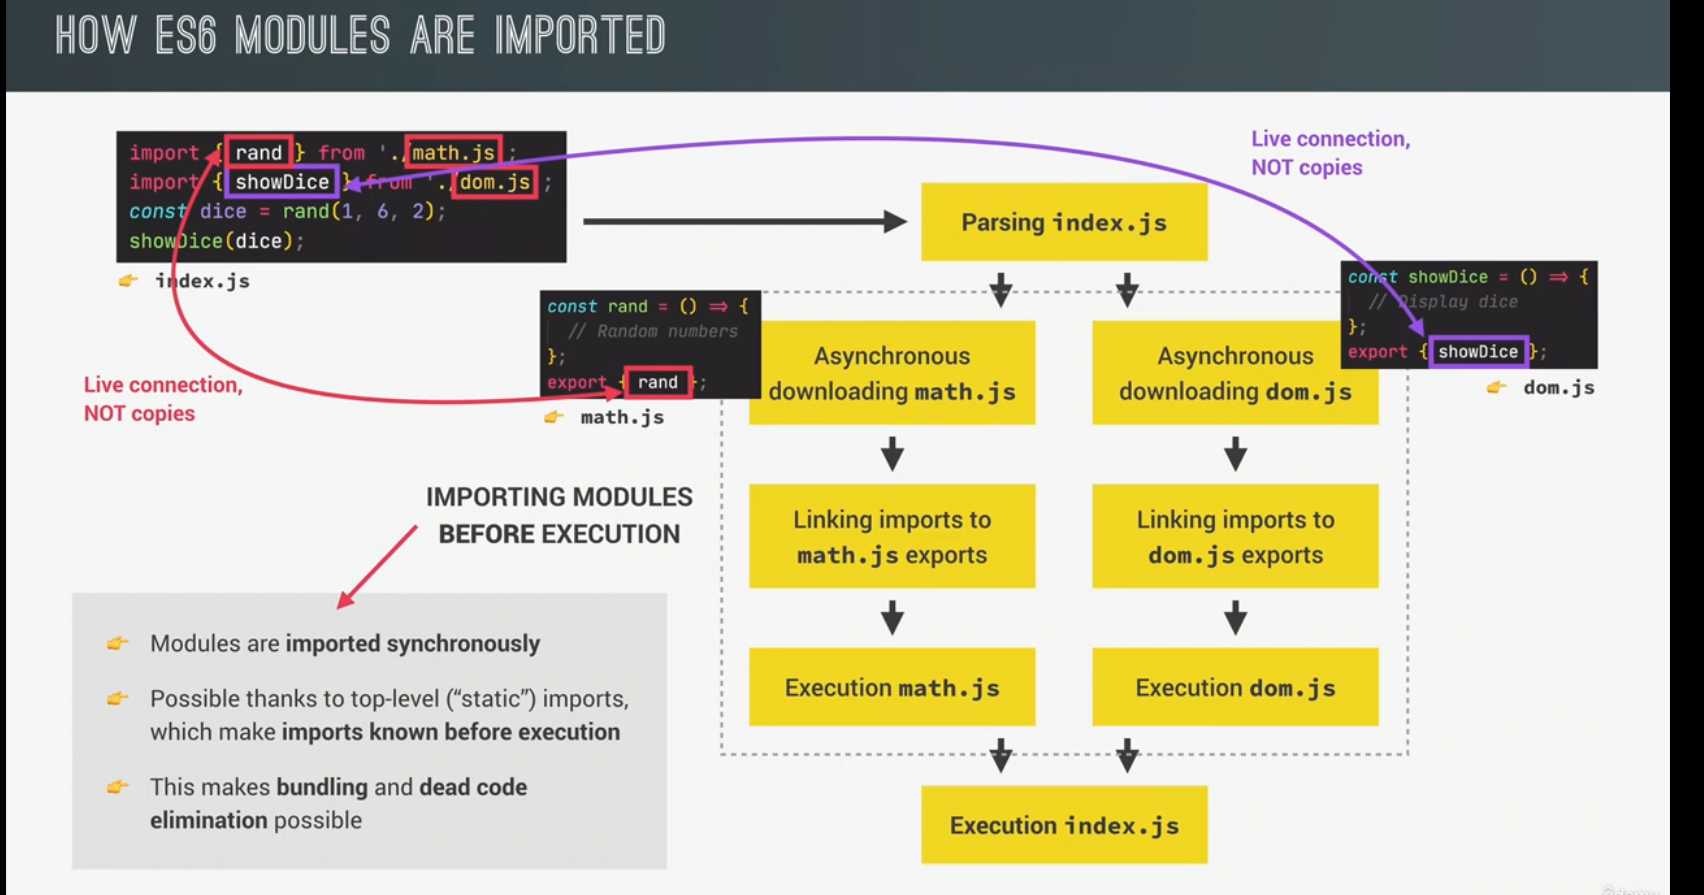 HOW ES6 MODULES ARE IMPORTED
import { rand } from './math.js ;
import { showDice } from './dom.js ;
const dice = rand(1, 6, 2);
showDice(dice);
👉 index.js
Live connection,
NOT copies
Parsing index.js
const rand = () => {
// Random numbers
};
export { rand };
👉 math.js
const showDice = () => {
// Display dice
};
export { showDice };
👉 dom.js
Live connection,
NOT copies
Asynchronous
downloading math.js
Asynchronous
downloading dom.js
Linking imports to
math.js exports
Linking imports to
dom.js exports
Execution math.js
Execution dom.js
Execution index.js
IMPORTING MODULES
BEFORE EXECUTION
👉 Modules are imported synchronously
👉 Possible thanks to top-level (“static”) imports,
which make imports known before execution
👉 This makes bundling and dead code
elimination possible